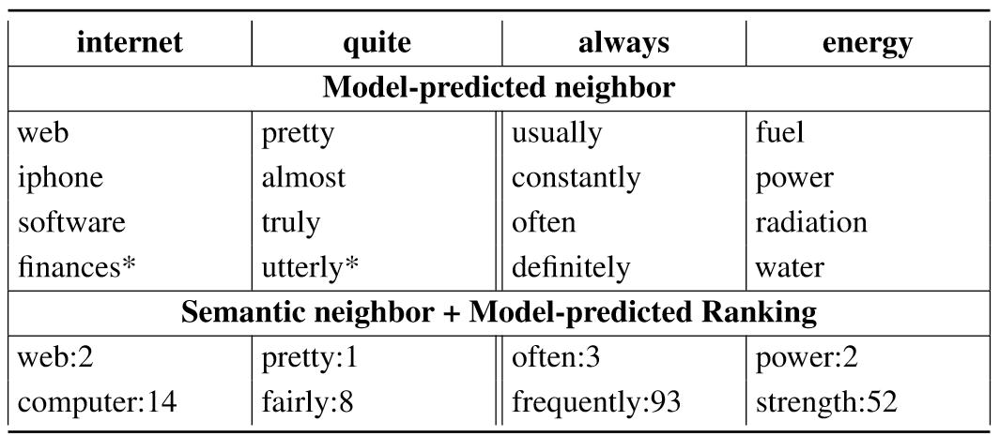 internet quite always energy
Model-predicted neighbor
web pretty usually fuel
iphone almost constantly power
software truly often radiation
finances* utterly* definitely water
Semantic neighbor + Model-predicted Ranking
web:2 pretty:1 often:3 power:2
computer:14 fairly:8 frequently:93 strength:52